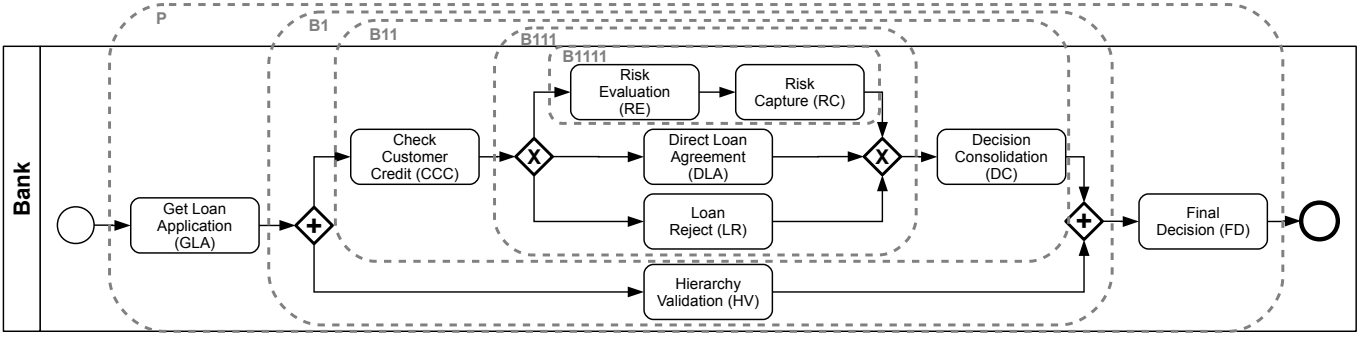 P
B1
B11
B111
B1111
Bank
Get Loan
Application
(GLA)
Check
Customer
Credit (CCC)
Risk
Evaluation
(RE)
Risk
Capture (RC)
X
Direct Loan
Agreement
(DLA)
X
Loan
Reject (LR)
Decision
Consolidation
(DC)
Hierarchy
Validation (HV)
Final
Decision (FD)